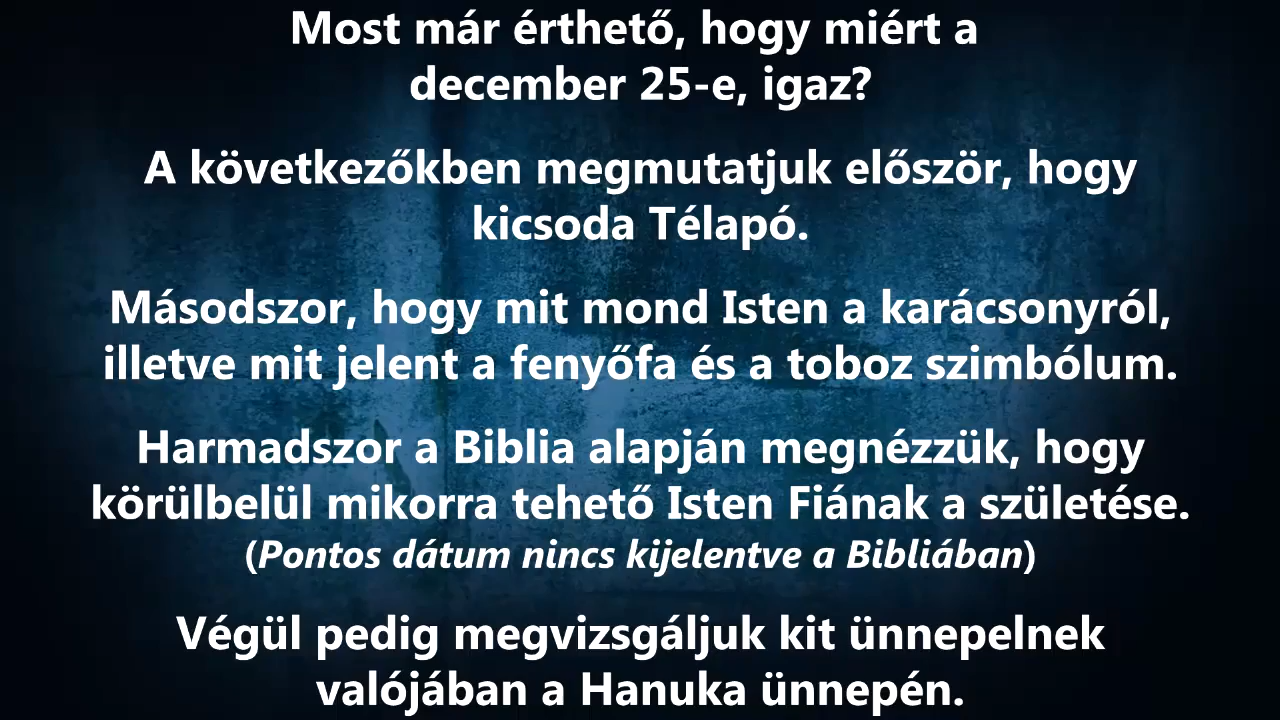 Most már érthető, hogy miért a
december 25-e, igaz?
A következőkben megmutatjuk először, hogy
kicsoda Télapó.
Másodszor, hogy mit mond Isten a karácsonyról,
illetve mit jelent a fenyőfa és a toboz szimbólum.
Harmadszor a Biblia alapján megnézzük, hogy
körülbelül mikorra tehető Isten Fiának a születése.
(Pontos dátum nincs kijelentve a Bibliában)
Végül pedig megvizsgáljuk kit ünnepelnek
valójában a Hanuka ünnepén.